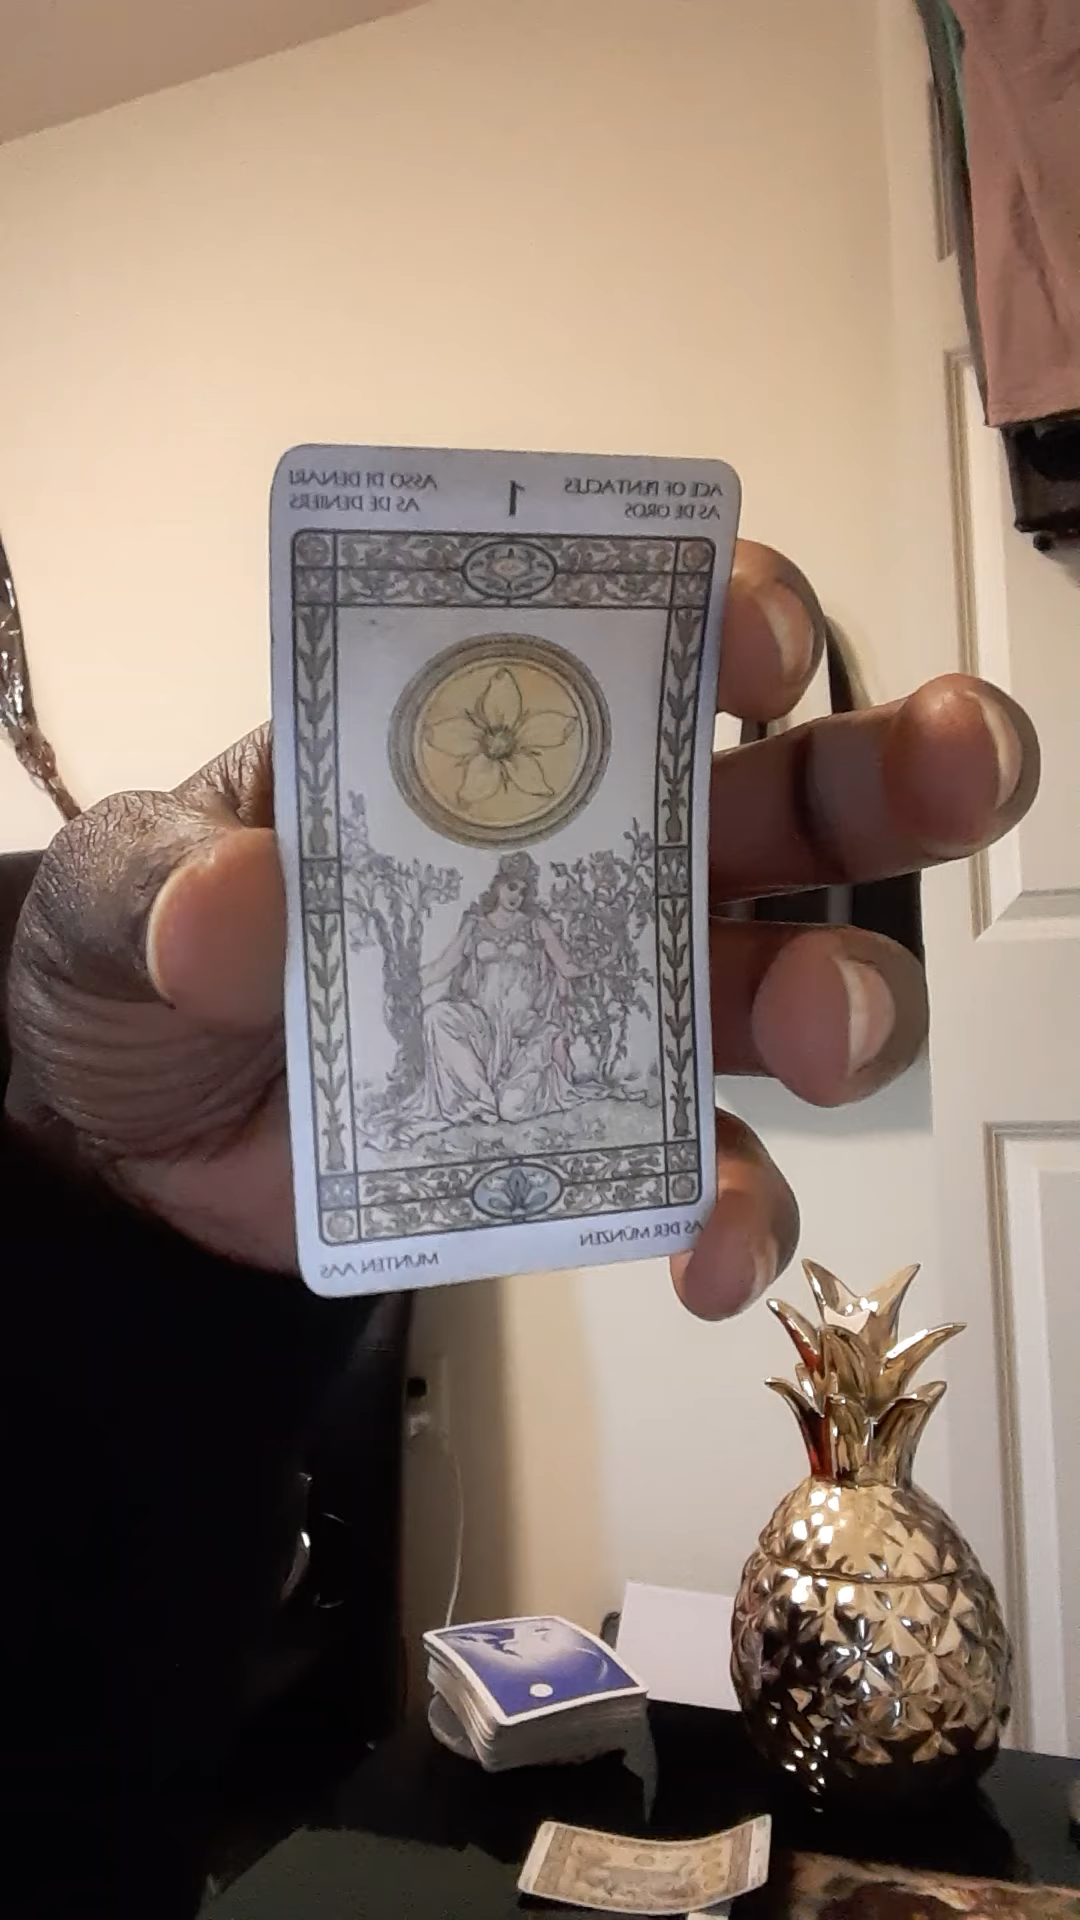 ASSO DI DENARI
AS DE DENIERS
1
ACE OF PENTACLES
AS DE OROS
MUNTEN AAS
AS DER MÜNZEN